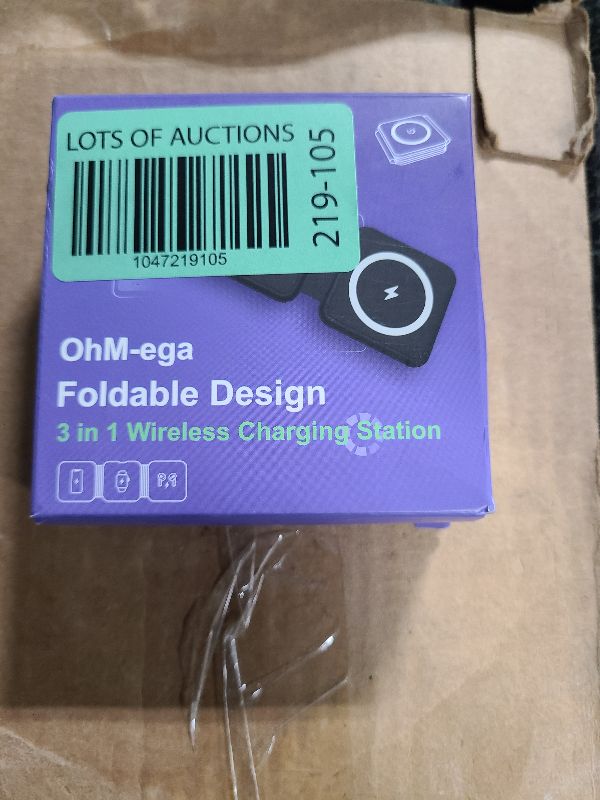 LOTS OF AUCTIONS
1047219105
219-105
OhM-ega
Foldable Design
3 in 1 Wireless Charging Station